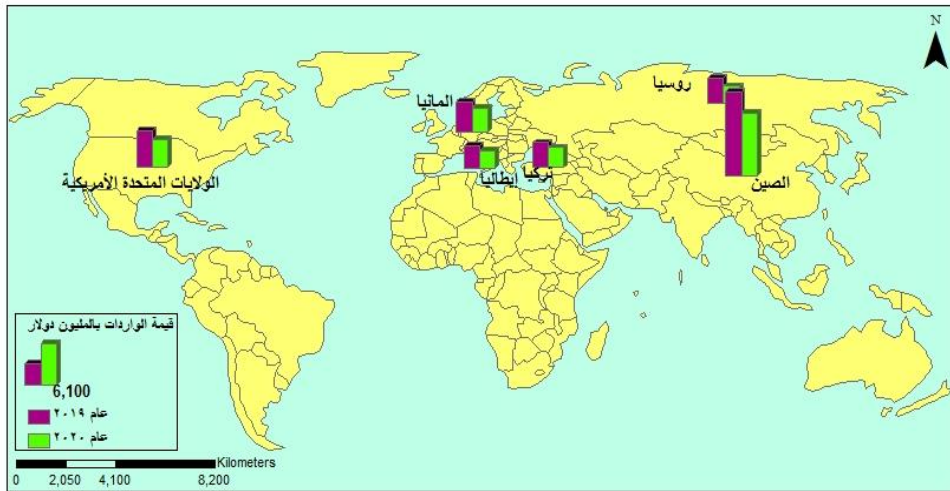 N
روسيا
المانيا
الولايات المتحدة الأمريكية
إيطاليا
تركيا
الصين
قيمة الواردات بالمليون دولار
6,100
عام ٢٠١٩
عام ٢٠٢٠
Kilometers
0 2,050 4,100 8,200